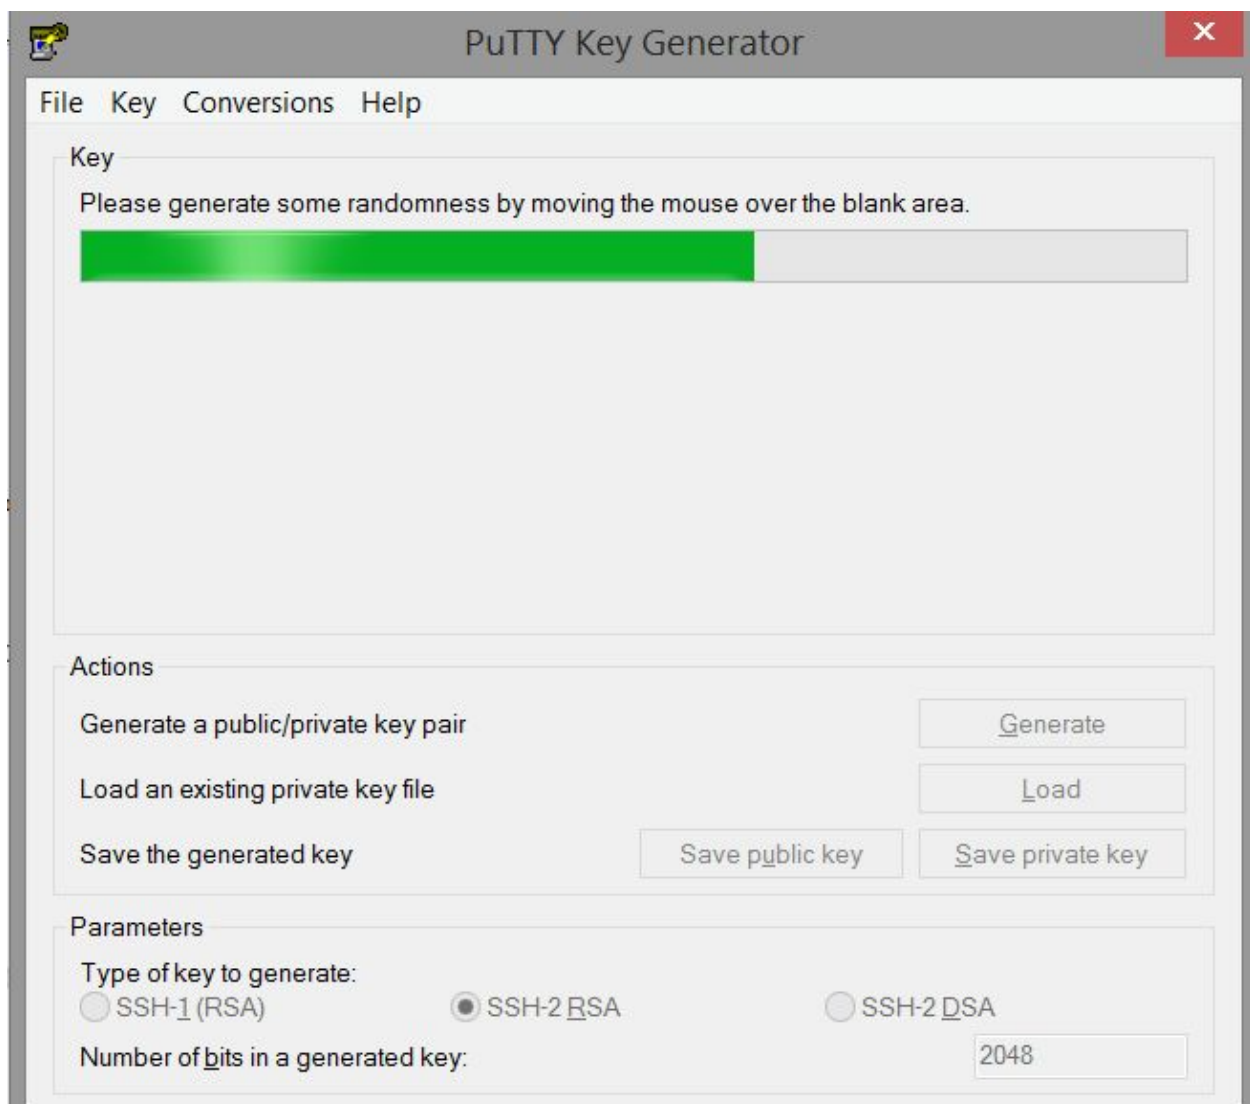 PuTTY Key Generator
x
File Key Conversions Help
Key
Please generate some randomness by moving the mouse over the blank area.
Actions
Generate a public/private key pair Generate
Load an existing private key file Load
Save the generated key Save public key Save private key
Parameters
Type of key to generate:
SSH-1 (RSA) SSH-2 RSA SSH-2 DSA
Number of bits in a generated key: 2048